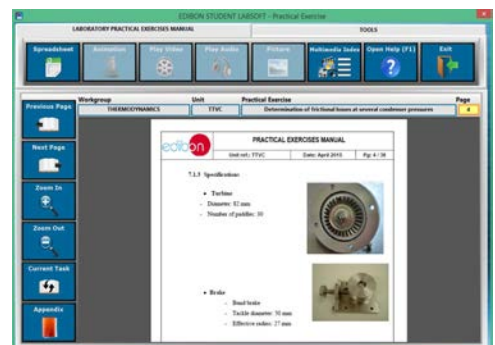 EDIBON STUDENT LABSOFT - Practical Exercise
LABORATORY PRACTICAL EXERCISES MANUAL
TOOLS
Spreadsheet
Animation
Play Video
Play Audio
Picture
Multimedia Index
Open Help (F1)
Exit
Workgroup
Unit
Practical Exercise
Page
THERMODYNAMICS
TTVC
Determination of frictional losses at several condenser pressures
4
Previous Page
Next Page
Zoom In
Zoom Out
Current Task
Appendix
edibon
PRACTICAL EXERCISES MANUAL
Unit ref.: TTVC
Date: April 2015
Pg: 4 / 38
7.1.3 Specifications
• Turbine
- Diameter: 62 mm
- Number of paddles: 30
• Brake
- Band brake
- Tackle diameter: 50 mm
- Effective radius: 27 mm